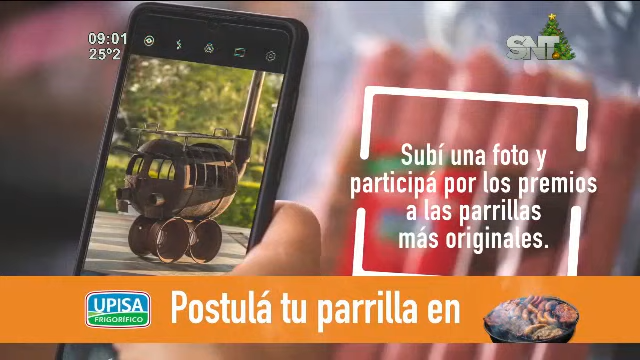 09:01
25°2
SNT
Subí una foto y
participá por los premios
a las parrillas
más originales.
UPISA
FRIGORÍFICO
Postulá tu parrilla en